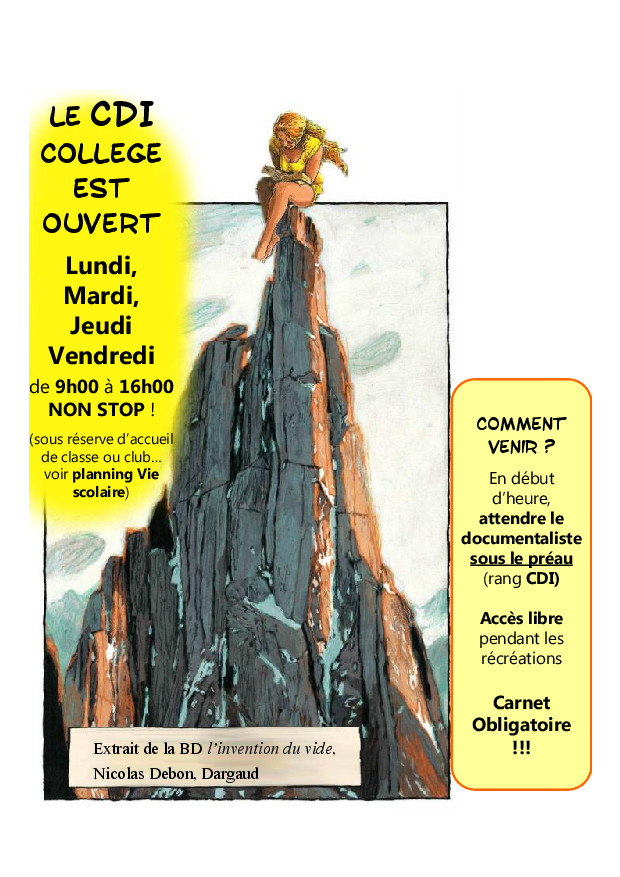 LE CDI
COLLEGE
EST
OUVERT
Lundi,
Mardi,
Jeudi
Vendredi
de 9h00 à 16h00
NON STOP !
(sous réserve d'accueil
de classe ou club...
voir planning Vie
scolaire)
COMMENT
VENIR ?
En début
d'heure,
attendre le
documentaliste
sous le préau
(rang CDI)
Accès libre
pendant les
récréations
Carnet
Obligatoire
!!!
Extrait de la BD l'invention du vide,
Nicolas Debon, Dargaud